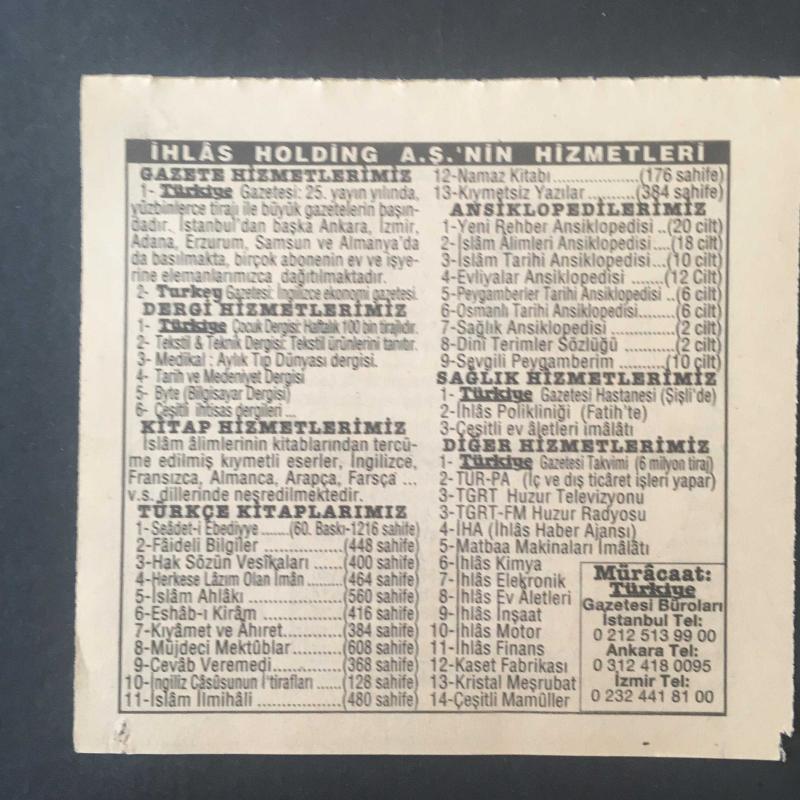 İHLÂS HOLDİNG A.Ş.'NİN HİZMETLERİ
GAZETE HİZMETLERİMİZ
1- Türkiye Gazetesi: 25. yayın yılında,
yüzbinlerce tirajı ile büyük gazetelerin başın-
dadır. İstanbul'dan başka Ankara, İzmir,
Adana, Erzurum, Samsun ve Almanya'da
da basılmakta, birçok abonenin ev ve işye-
rine elemanlarımızca dağıtılmaktadır.
2- Turkey Gazetesi: İngilizce ekonomi gazetesi.
DERGİ HİZMETLERİMİZ
1- Türkiye Çocuk Dergisi: Haftalık 100 bin tirajlıdır.
2- Tekstil & Teknik Dergisi: Tekstil ürünlerini tanıtır.
3- Medikal : Aylık Tıp Dünyası dergisi.
4- Tarih ve Medeniyet Dergisi
5- Byte (Bilgisayar Dergisi)
6- Çeşitli ihtisas dergileri ...
KİTAP HİZMETLERİMİZ
İslâm âlimlerinin kitablarından tercü-
me edilmiş kıymetli eserler, İngilizce,
Fransızca, Almanca, Arapça, Farsça ...
v.s. dillerinde neşredilmektedir.
TÜRKÇE KİTAPLARIMIZ
1-Seâdet-i Ebediyye ......(60. Baskı-1216 sahife)
2-Fâideli Bilgiler ............(448 sahife)
3-Hak Sözün Vesîkaları ......(400 sahife)
4-Herkese Lâzım Olan Îmân .....(464 sahife)
5-İslâm Ahlâkı ..............(560 sahife)
6-Eshâb-ı Kirâm ............(416 sahife)
7-Kıyâmet ve Âhıret..........(384 sahife)
8-Müjdeci Mektûblar.........(608 sahife)
9-Cevâb Veremedi...........(368 sahife)
10-İngiliz Câsûsunun İ'tirafları .....(128 sahife)
11-İslâm İlmihâli ...............(480 sahife)
12-Namaz Kitabı..............(176 sahife)
13-Kıymetsiz Yazılar .........(384 sahife)
ANSİKLOPEDİLERİMİZ
1-Yeni Rehber Ansiklopedisi ..(20 cilt)
2-İslâm Âlimleri Ansiklopedisi ...(18 cilt)
3-İslâm Tarihi Ansiklopedisi...(10 cilt)
4-Evliyalar Ansiklopedisi .......(12 Cilt)
5-Peygamberler Tarihi Ansiklopedisi ..(6 cilt)
6-Osmanlı Tarihi Ansiklopedisi......(6 cilt)
7-Sağlık Ansiklopedisi ..........(2 cilt)
8-Dinî Terimler Sözlüğü ........(2 cilt)
9-Sevgili Peygamberim ........(10 çilt)
SAĞLIK HİZMETLERİMİZ
1- Türkiye Gazetesi Hastanesi (Şişli'de)
2-İhlâs Polikliniği (Fatih'te)
3-Çeşitli ev âletleri imâlâtı
DİĞER HİZMETLERİMİZ
1- Türkiye Gazetesi Takvimi (6 milyon tiraj)
2-TUR-PA (İç ve dış ticâret işleri yapar)
3-TGRT Huzur Televizyonu
3-TGRT-FM Huzur Radyosu
4-İHA (İhlâs Haber Ajansı)
5-Matbaa Makinaları İmâlâtı
6-İhlâs Kimya
7-İhlâs Elektronik
8-İhlâs Ev Âletleri
9-İhlâs İnşaat
10-İhlâs Motor
11-İhlâs Finans
12-Kaset Fabrikası
13-Kristal Meşrubat
14-Çeşitli Mamüller
Mürâcaat:
Türkiye
Gazetesi Büroları
İstanbul Tel:
0 212 513 99 00
Ankara Tel:
0 312 418 0095
İzmir Tel:
0 232 441 81 00